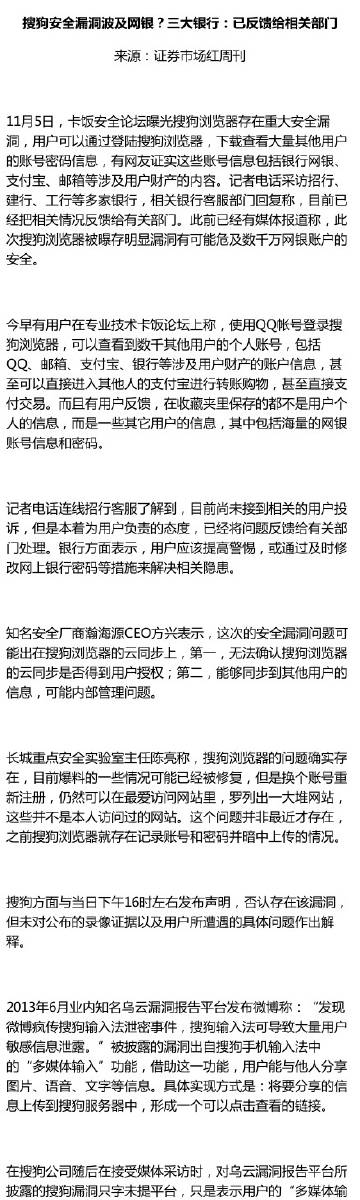 搜狗安全漏洞波及网银？三大银行：已反馈给相关部门
来源：证券市场红周刊
11月5日，卡饭安全论坛曝光搜狗浏览器存在重大安全漏
洞，用户可以通过登陆搜狗浏览器，下载查看大量其他用户
的账号密码信息，有网友证实这些账号信息包括银行网银、
支付宝、邮箱等涉及用户财产的内容。记者电话采访招行、
建行、工行等多家银行，相关银行客服部门回复称，目前已
经把相关情况反馈给有关部门。此前已经有媒体报道称，此
次搜狗浏览器被曝存明显漏洞有可能危及数千万网银账户的
安全。
今早有用户在专业技术卡饭论坛上称，使用QQ帐号登录搜
狗浏览器，可以查看到数千其他用户的个人账号，包括
QQ、邮箱、支付宝、银行等涉及用户财产的账户信息，甚
至可以直接进入其他人的支付宝进行转账购物，甚至直接支
付交易。而且有用户反馈，在收藏夹里保存的都不是用户个
人的信息，而是一些其它用户的信息，其中包括海量的网银
账号信息和密码。
记者电话连线招行客服了解到，目前尚未接到相关的用户投
诉，但是本着为用户负责的态度，已经将问题反馈给有关部
门处理。银行方面表示，用户应该提高警惕，或通过及时修
改网上银行密码等措施来解决相关隐患。
知名安全厂商瀚海源CEO方兴表示，这次的安全漏洞问题可
能出在搜狗浏览器的云同步上，第一，无法确认搜狗浏览器
的云同步是否得到用户授权；第二，能够同步到其他用户的
信息，可能内部管理问题。
长城重点安全实验室主任陈亮称，搜狗浏览器的问题确实存
在，目前爆料的一些情况可能已经被修复，但是换个账号重
新注册，仍然可以在最爱访问网站里，罗列出一大堆网站，
这些并不是本人访问过的网站。这个问题并非最近才存在，
之前搜狗浏览器就存在记录账号和密码并暗中上传的情况。
搜狗方面与当日下午16时左右发布声明，否认存在该漏洞，
但未对公布的录像证据以及用户所遭遇的具体问题作出解
释。
2013年6月业内知名乌云漏洞报告平台发布微博称：“发现
微博疯传搜狗输入法泄密事件，搜狗输入法可导致大量用户
敏感信息泄露。”被披露的漏洞出自搜狗手机输入法中
的“多媒体输入”功能，借助这一功能，用户能与他人分享
图片、语音、文字等信息。具体实现方式是：将要分享的信
息上传到搜狗服务器中，形成一个可以点击查看的链接。
在搜狗公司随后在接受媒体采访时，对乌云漏洞报告平台所
披露的搜狗漏洞只字未提平台，只是表示用户的“多媒体输